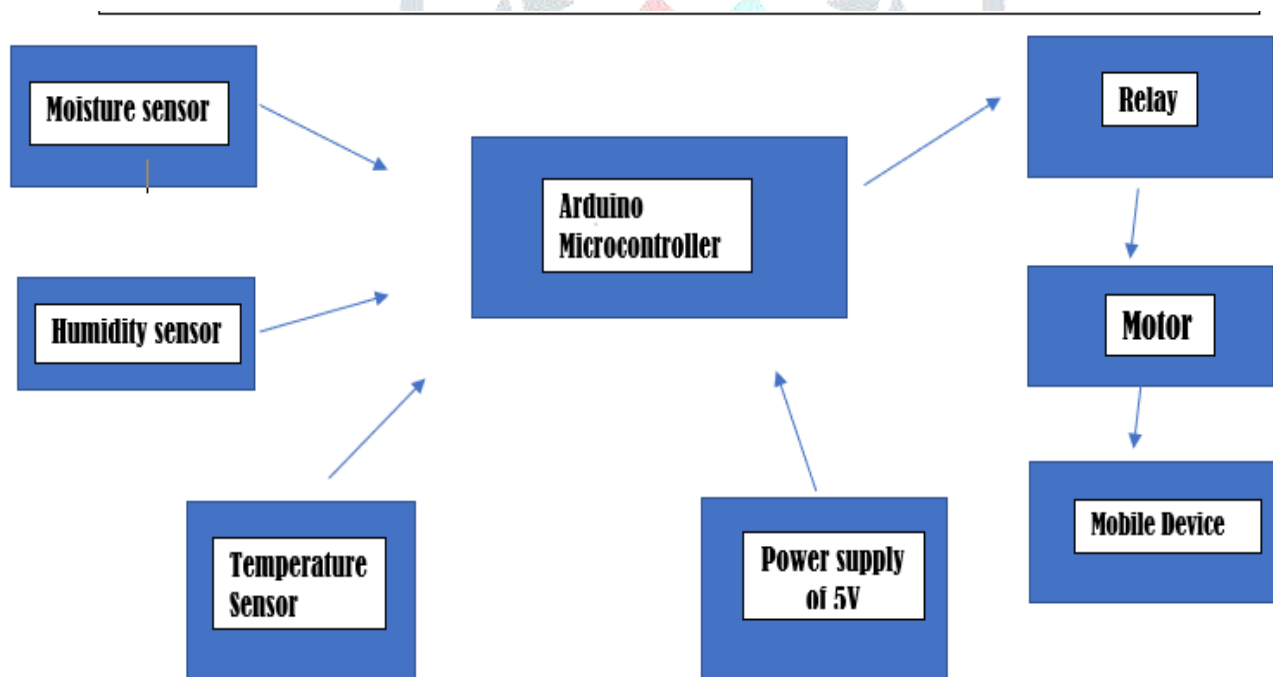 Moisture sensor
Relay
Arduino
Microcontroller
Humidity sensor
Motor
Temperature
Sensor
Power supply
of 5V
Mobile Device